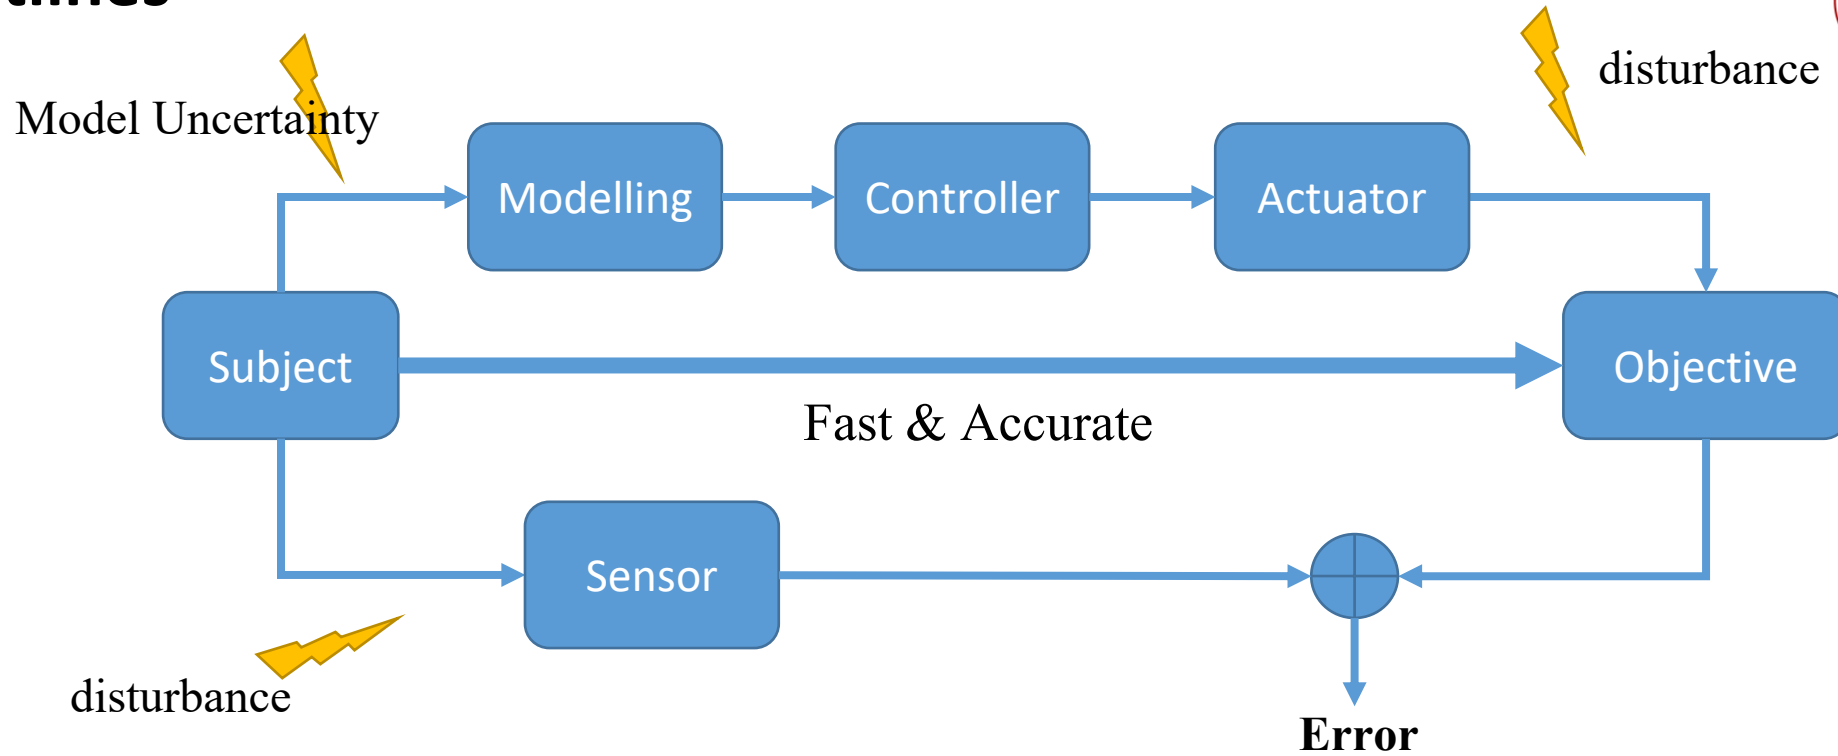 disturbance
Model Uncertainty
Modelling
Controller
Actuator
Subject
Objective
Fast & Accurate
Sensor
disturbance
Error